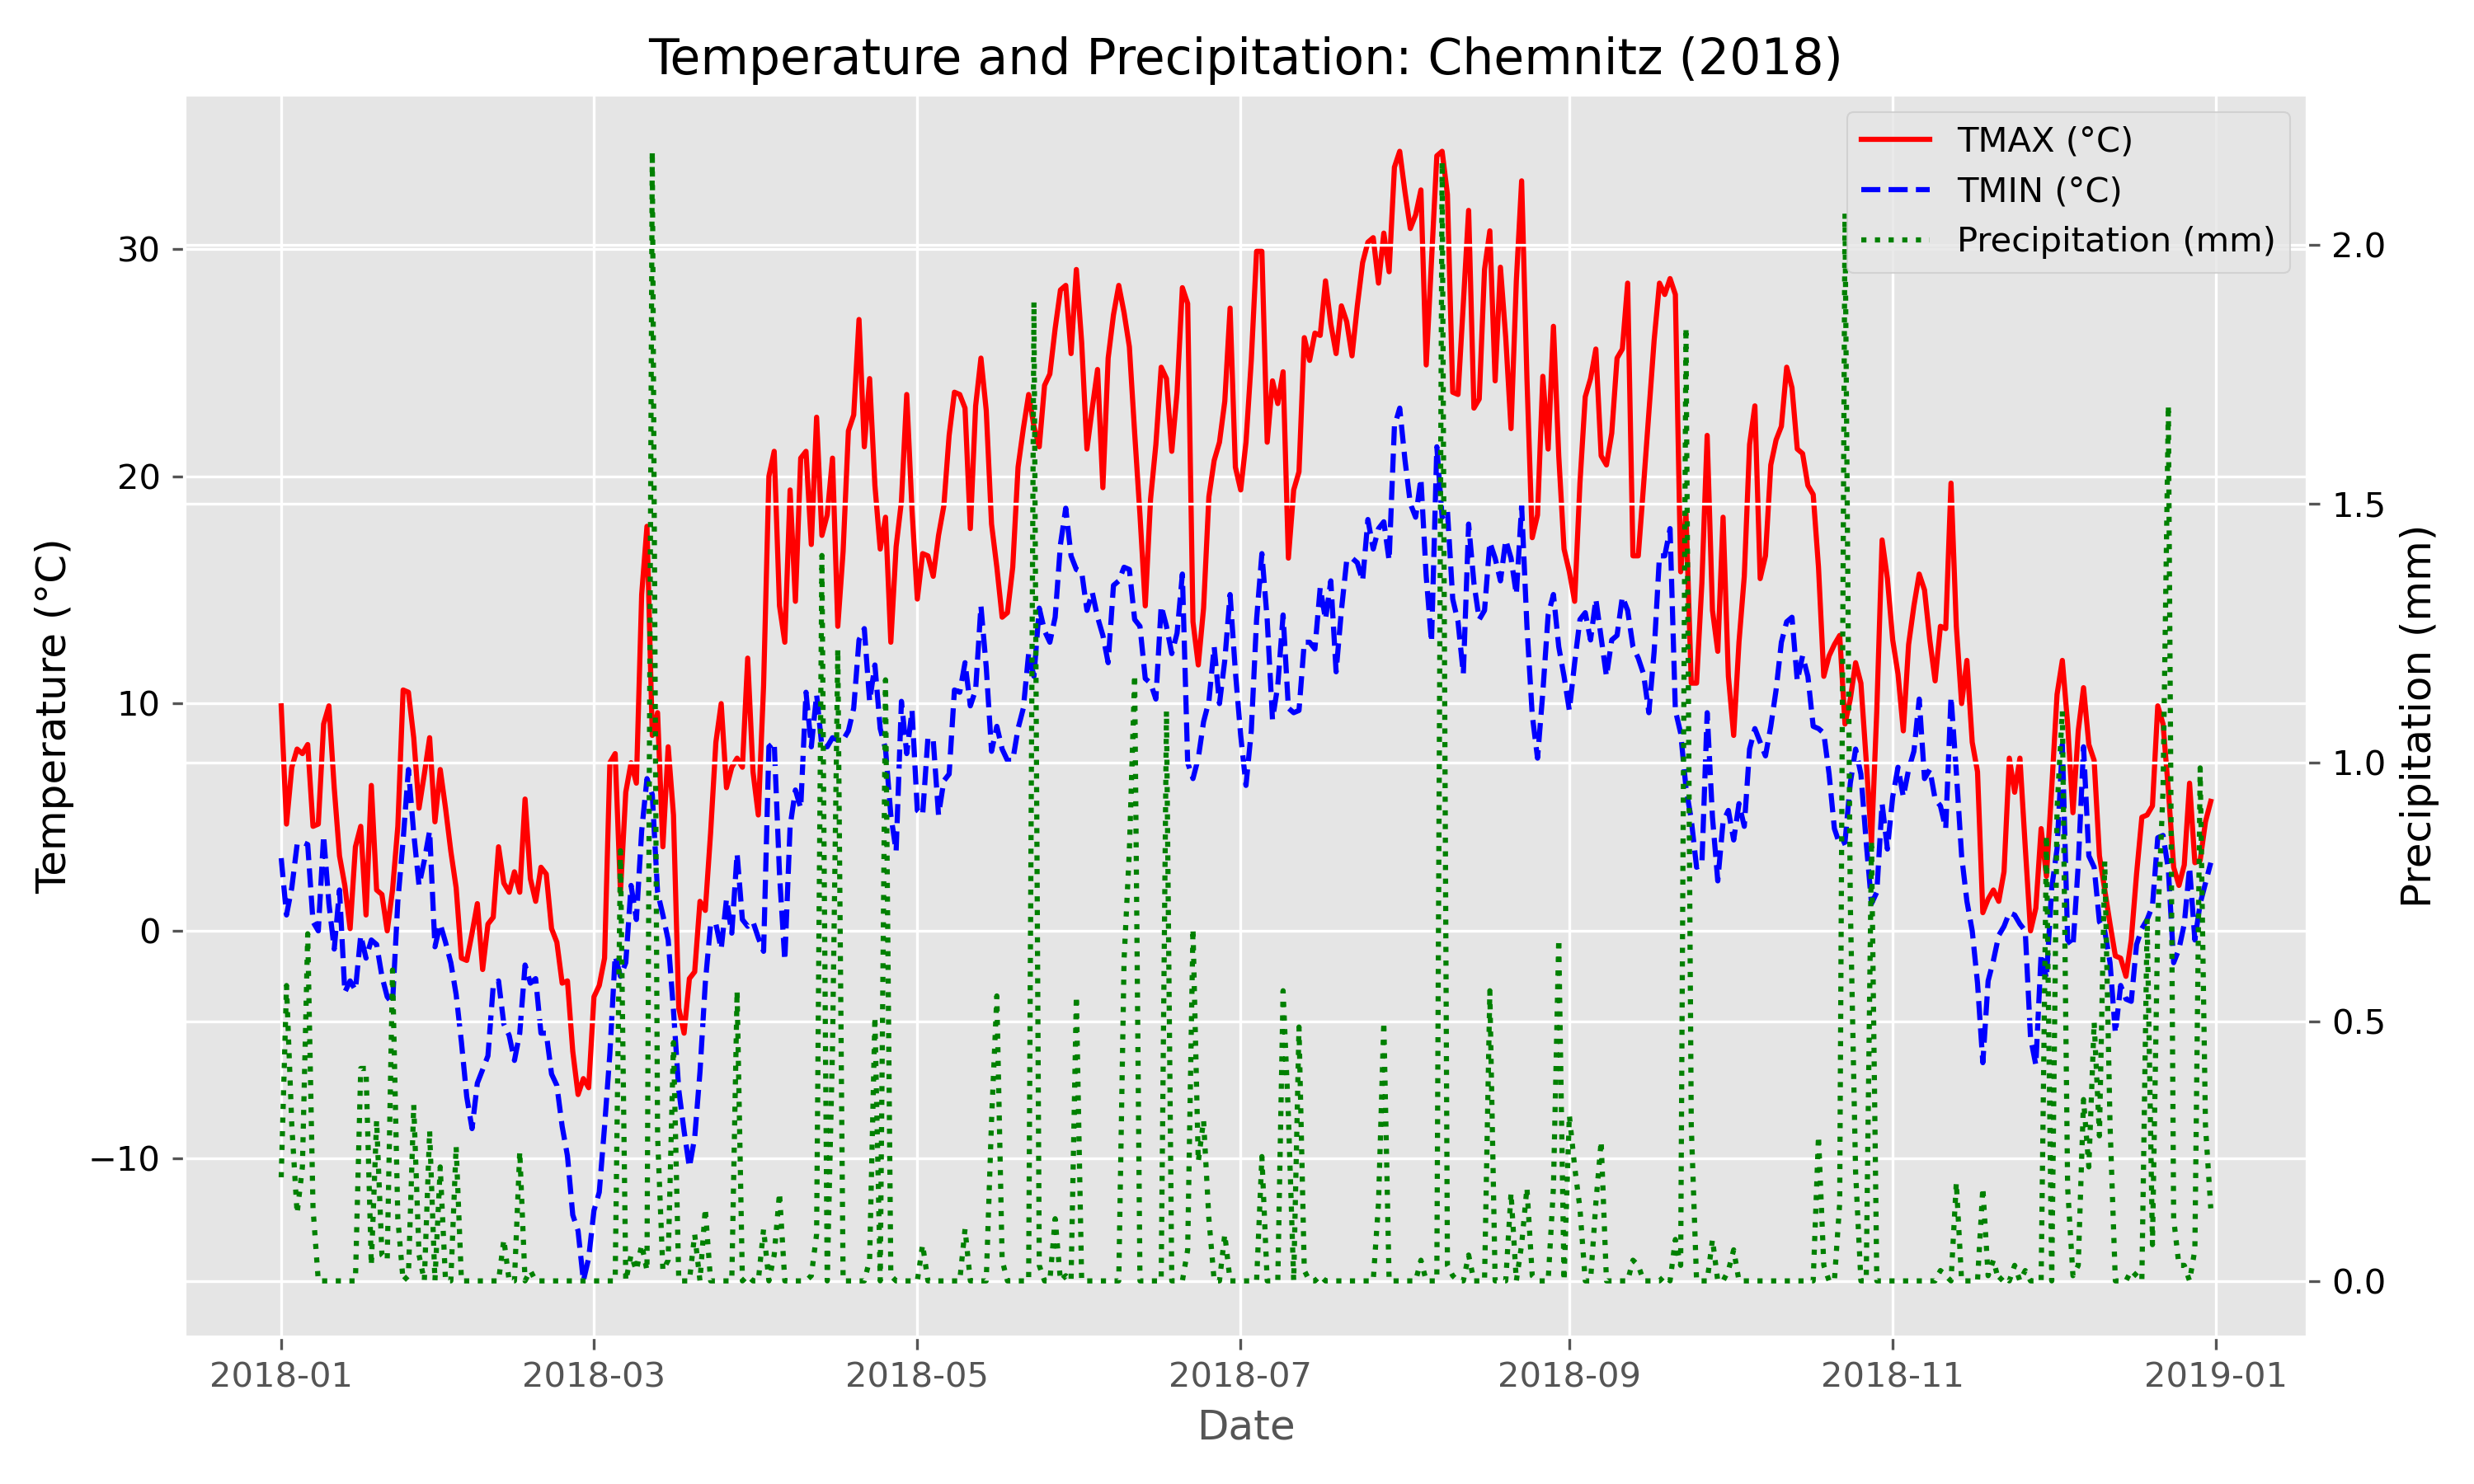 Temperature and Precipitation: Chemnitz (2018)
TMAX (°C)
TMIN (°C)
Precipitation (mm)
Temperature (°C)
30
20
10
0
−10
2.0
1.5
1.0
0.5
0.0
Precipitation (mm)
2018-01 2018-03 2018-05 2018-07 2018-09 2018-11 2019-01
Date